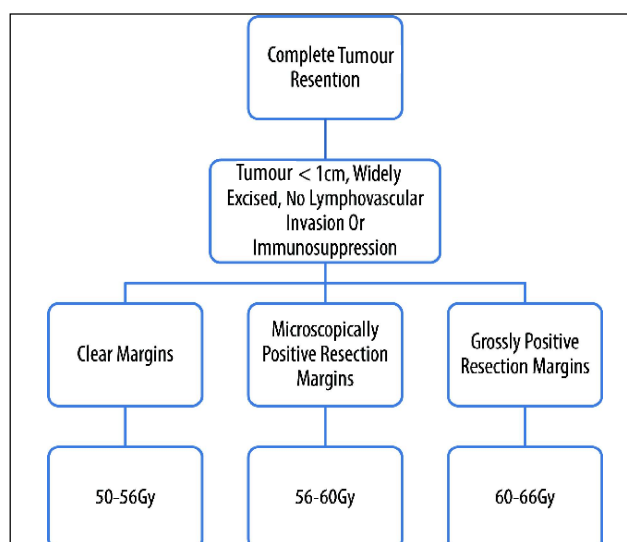 Complete Tumour
Resention
Tumour < 1cm, Widely
Excised, No Lymphovascular
Invasion Or
Immunosuppression
Clear Margins
Microscopically
Positive Resection
Margins
Grossly Positive
Resection Margins
50-56Gy
56-60Gy
60-66Gy